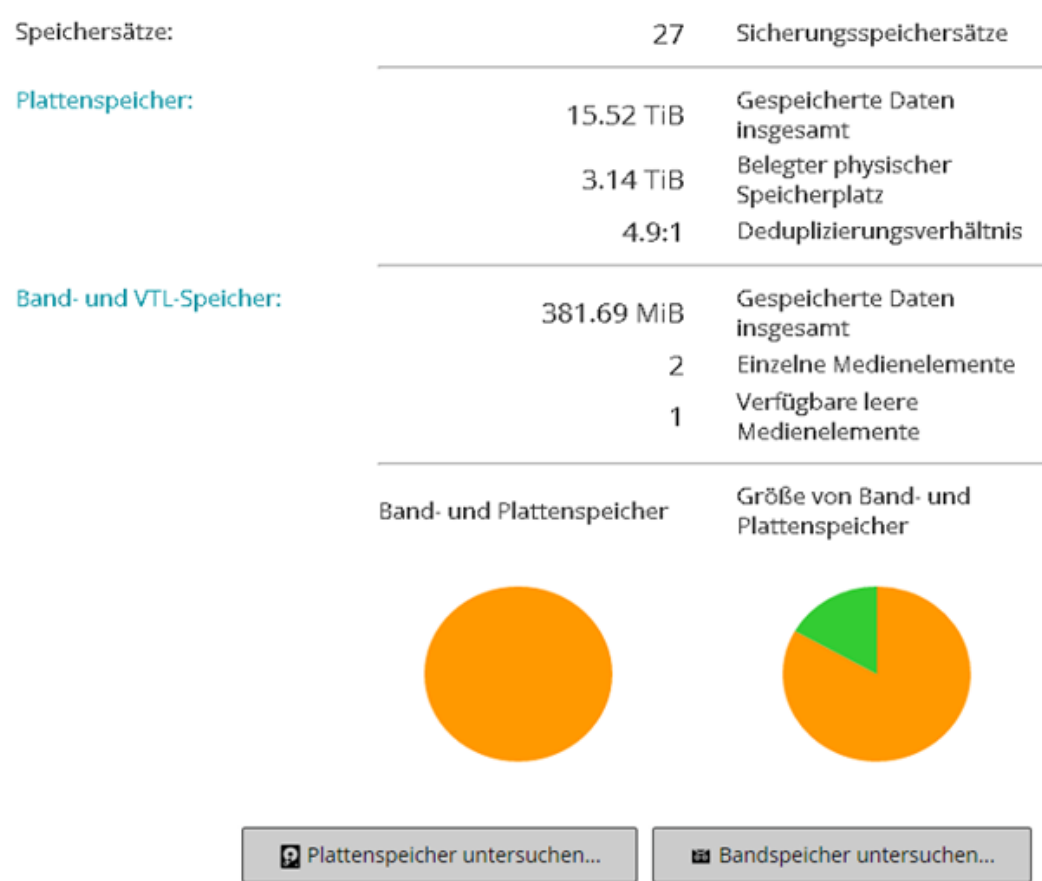 Speichersätze:
27 Sicherungsspeichersätze
Plattenspeicher:
15.52 TiB Gespeicherte Daten
insgesamt
3.14 TiB Belegter physischer
Speicherplatz
4.9:1 Deduplizierungsverhältnis
Band- und VTL-Speicher:
381.69 MiB Gespeicherte Daten
insgesamt
2 Einzelne Medienelemente
1 Verfügbare leere
Medienelemente
Band- und Plattenspeicher
Größe von Band- und
Plattenspeicher
Plattenspeicher untersuchen...
Bandspeicher untersuchen...